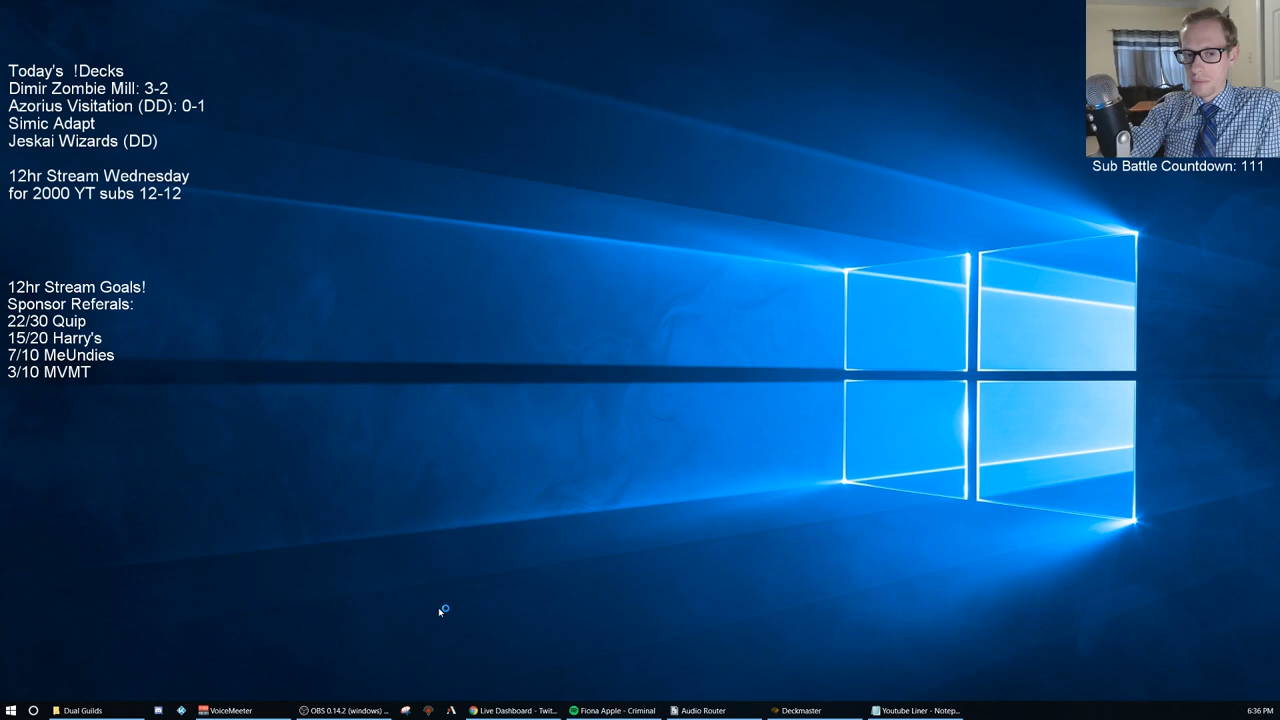 Today's !Decks
Dimir Zombie Mill: 3-2
Azorius Visitation (DD): 0-1
Simic Adapt
Jeskai Wizards (DD)
12hr Stream Wednesday
for 2000 YT subs 12-12
12hr Stream Goals!
Sponsor Referals:
22/30 Quip
15/20 Harry's
7/10 MeUndies
3/10 MVMT
Sub Battle Countdown: 111
Dual Guilds
VoiceMeeter
OBS 0.14.2 (windows) ...
Live Dashboard - Twit...
Fiona Apple - Criminal
Audio Router
Deckmaster
Youtube Liner - Notep...
6:36 PM